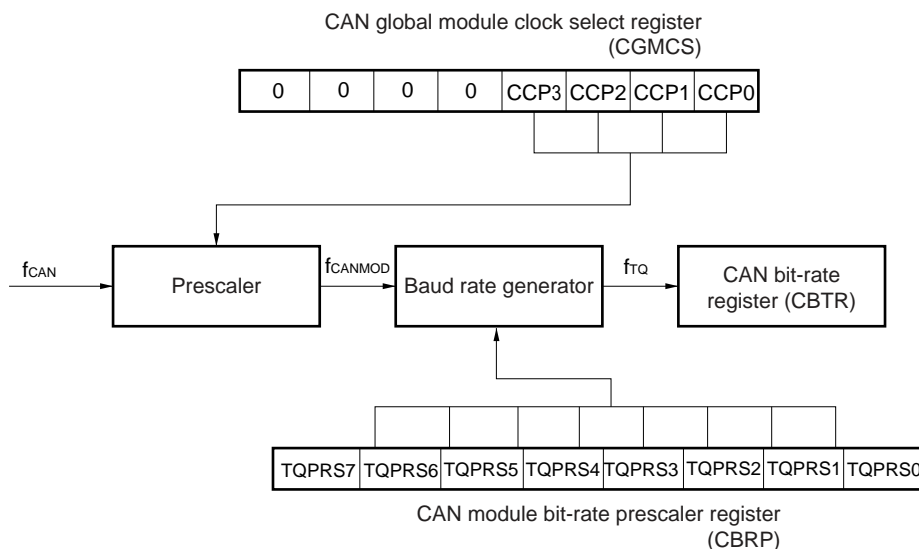 CAN global module clock select register
(CGMCS)
0 0 0 0 CCP3 CCP2 CCP1 CCP0
fCAN
Prescaler
fCANMOD
Baud rate generator
fTQ
CAN bit-rate
register (CBTR)
TQPRS7 TQPRS6 TQPRS5 TQPRS4 TQPRS3 TQPRS2 TQPRS1 TQPRS0
CAN module bit-rate prescaler register
(CBRP)